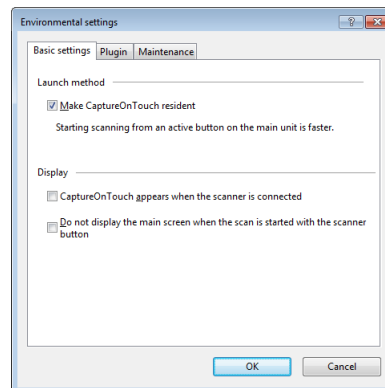 Environmental settings
Basic settings Plugin Maintenance
Launch method
Make CaptureOnTouch resident
Starting scanning from an active button on the main unit is faster.
Display
CaptureOnTouch appears when the scanner is connected
Do not display the main screen when the scan is started with the scanner
button
OK Cancel